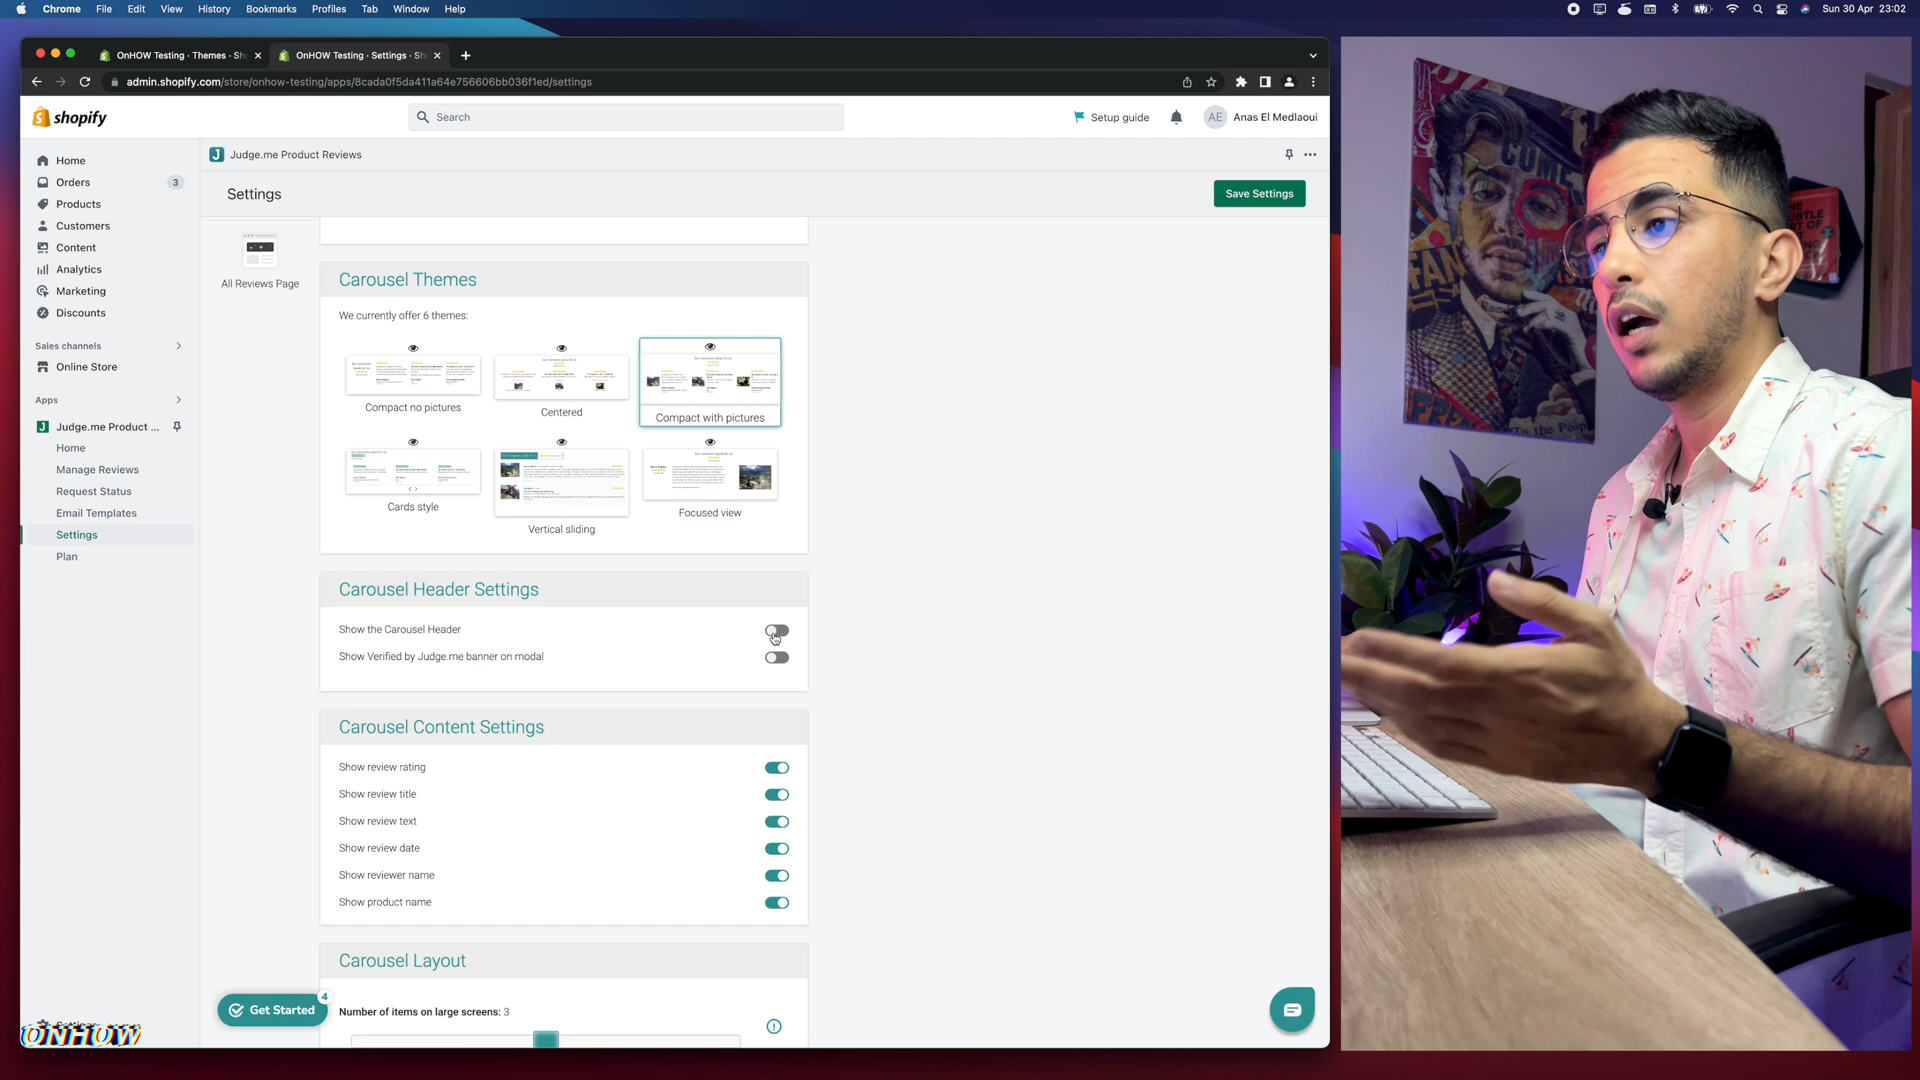 Chrome File Edit View History Bookmarks Profiles Tab Window Help
Sun 30 Apr 23:02
OnHOW Testing · Themes · Sh
OnHOW Testing · Settings · Sh
admin.shopify.com/store/onhow-testing/apps/8cada0f5da411a64e756606bb036f1ed/settings
shopify
Search
Setup guide
AE Anas El Medlaoui
Home
Orders 3
Products
Customers
Content
Analytics
Marketing
Discounts
Sales channels
Online Store
Apps
J Judge.me Product ...
Home
Manage Reviews
Request Status
Email Templates
Settings
Plan
ONHOW
J Judge.me Product Reviews
Settings
Save Settings
All Reviews Page
Carousel Themes
We currently offer 6 themes:
Compact no pictures
Centered
Compact with pictures
Cards style
Vertical sliding
Focused view
Carousel Header Settings
Show the Carousel Header
Show Verified by Judge.me banner on modal
Carousel Content Settings
Show review rating
Show review title
Show review text
Show review date
Show reviewer name
Show product name
Carousel Layout
Number of items on large screens: 3
Get Started
4
to the People
THE
SUBTLE
ART OF